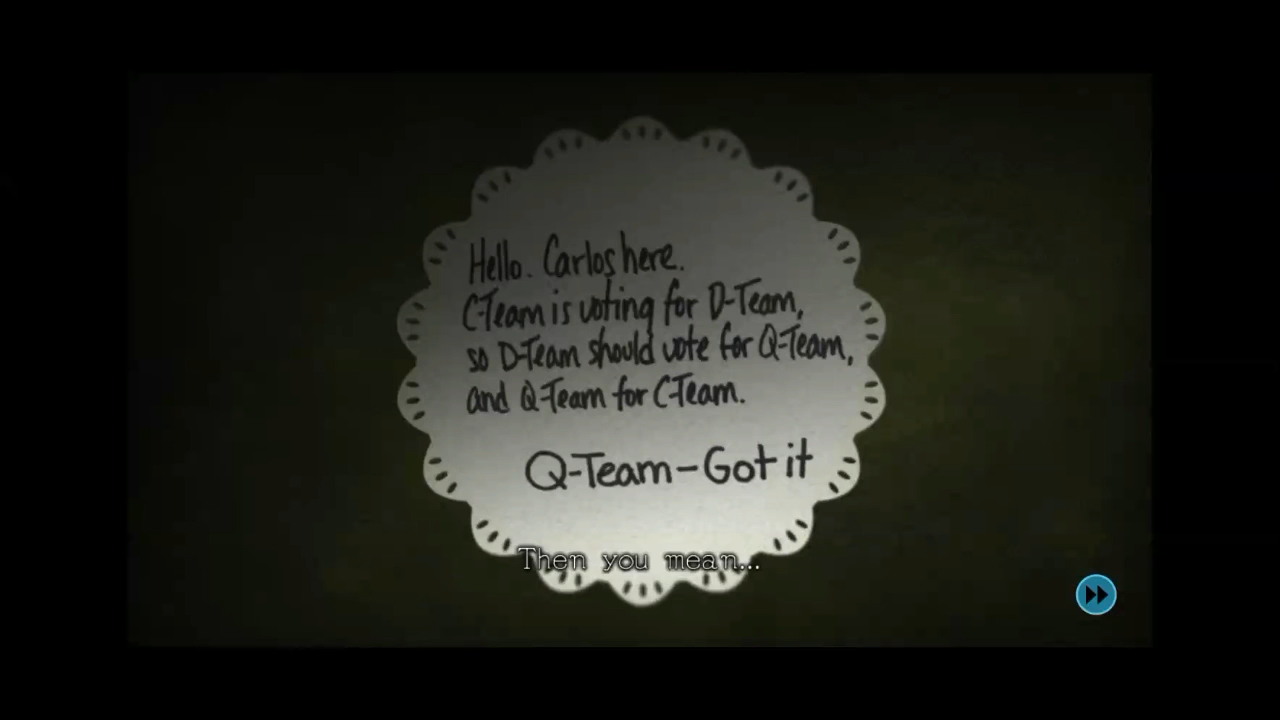 Hello. Carlos here.
C-Team is voting for D-Team,
so D-Team should vote for Q-Team,
and Q-Team for C-Team.
Q-Team-Got it
Then you mean...